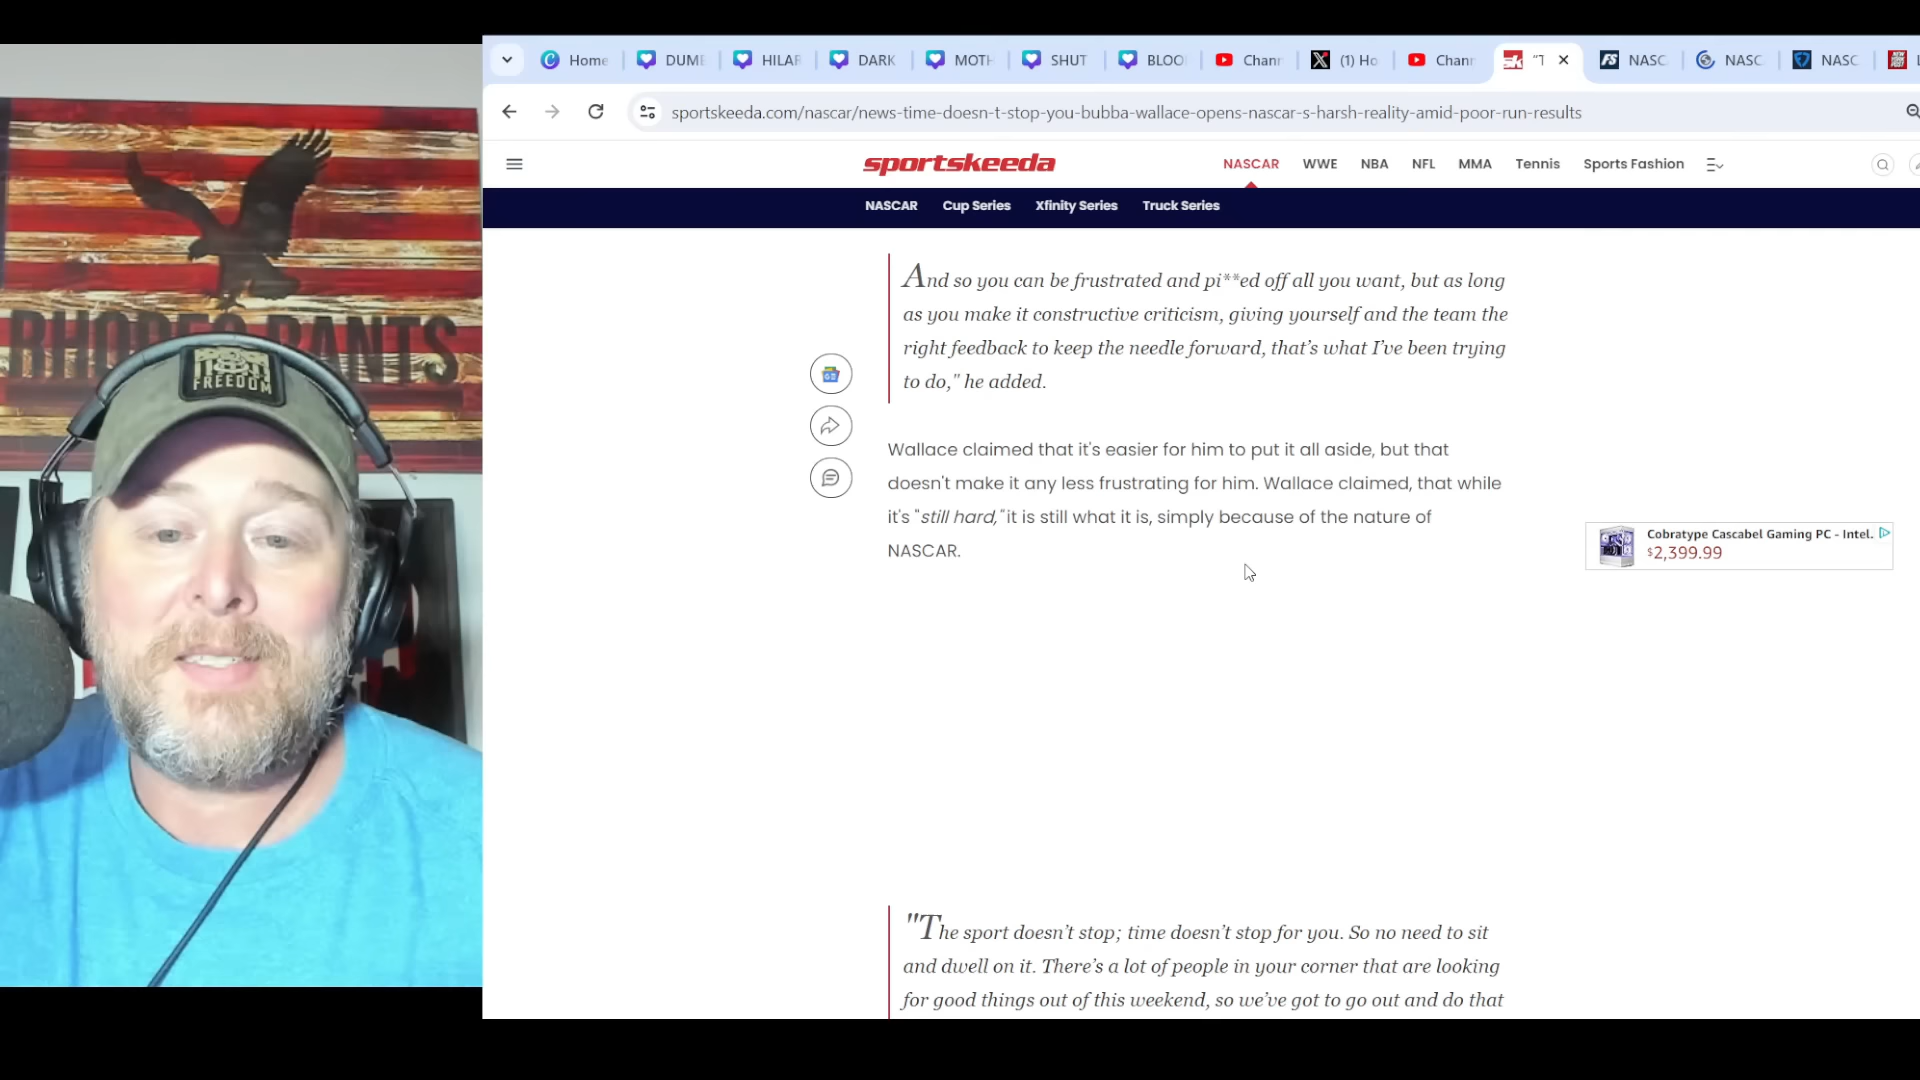 RHODES RANTS
FREEDOM
Home
DUME
HILAR
DARK
MOTH
SHUT
BLOO
Chann
(1) Ho
Chann
"T
NASC
NASC
NASC
sportskeeda.com/nascar/news-time-doesn-t-stop-you-bubba-wallace-opens-nascar-s-harsh-reality-amid-poor-run-results
sportskeeda
NASCAR WWE NBA NFL MMA Tennis Sports Fashion
NASCAR Cup Series Xfinity Series Truck Series
And so you can be frustrated and pi**ed off all you want, but as long
as you make it constructive criticism, giving yourself and the team the
right feedback to keep the needle forward, that's what I've been trying
to do," he added.
Wallace claimed that it's easier for him to put it all aside, but that
doesn't make it any less frustrating for him. Wallace claimed, that while
it's "still hard," it is still what it is, simply because of the nature of
NASCAR.
Cobratype Cascabel Gaming PC - Intel.
$2,399.99
"The sport doesn't stop; time doesn't stop for you. So no need to sit
and dwell on it. There's a lot of people in your corner that are looking
for good things out of this weekend, so we've got to go out and do that